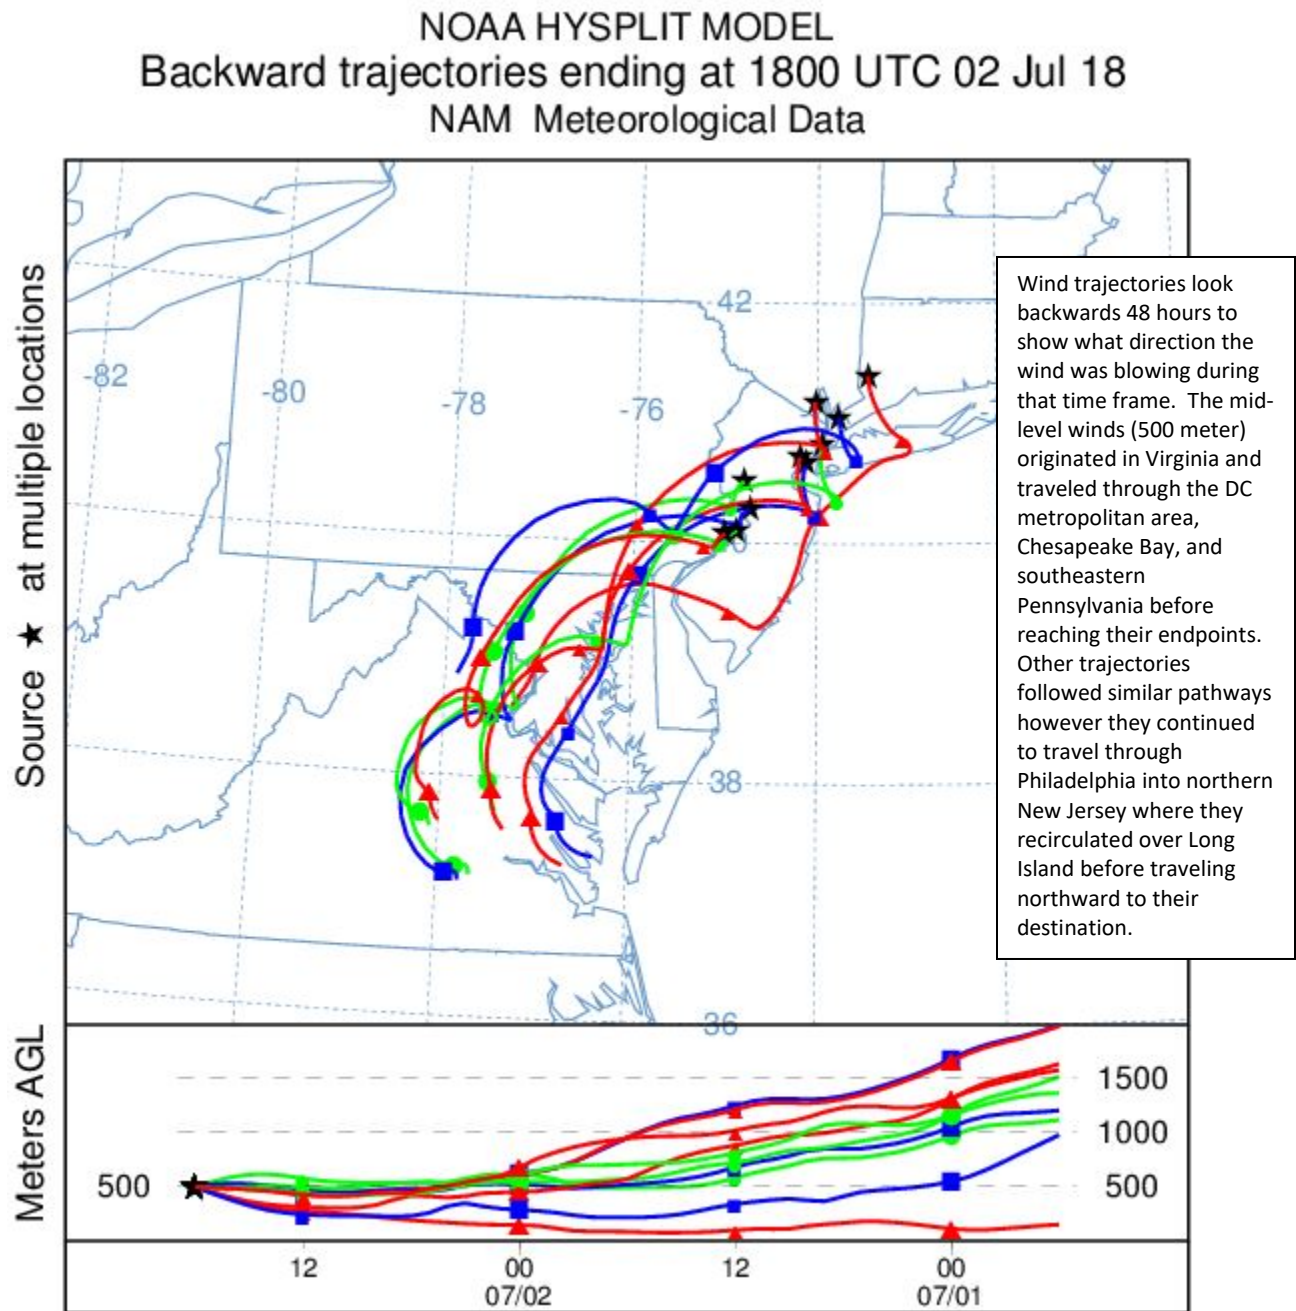 NOAA HYSPLIT MODEL
Backward trajectories ending at 1800 UTC 02 Jul 18
NAM Meteorological Data
Source ★ at multiple locations
42
-82
-80
-78
-76
38
36
Wind trajectories look
backwards 48 hours to
show what direction the
wind was blowing during
that time frame.  The mid-
level winds (500 meter)
originated in Virginia and
traveled through the DC
metropolitan area,
Chesapeake Bay, and
southeastern
Pennsylvania before
reaching their endpoints.
Other trajectories
followed similar pathways
however they continued
to travel through
Philadelphia into northern
New Jersey where they
recirculated over Long
Island before traveling
northward to their
destination.
Meters AGL
500
1500
1000
500
12
00
12
00
07/02
07/01